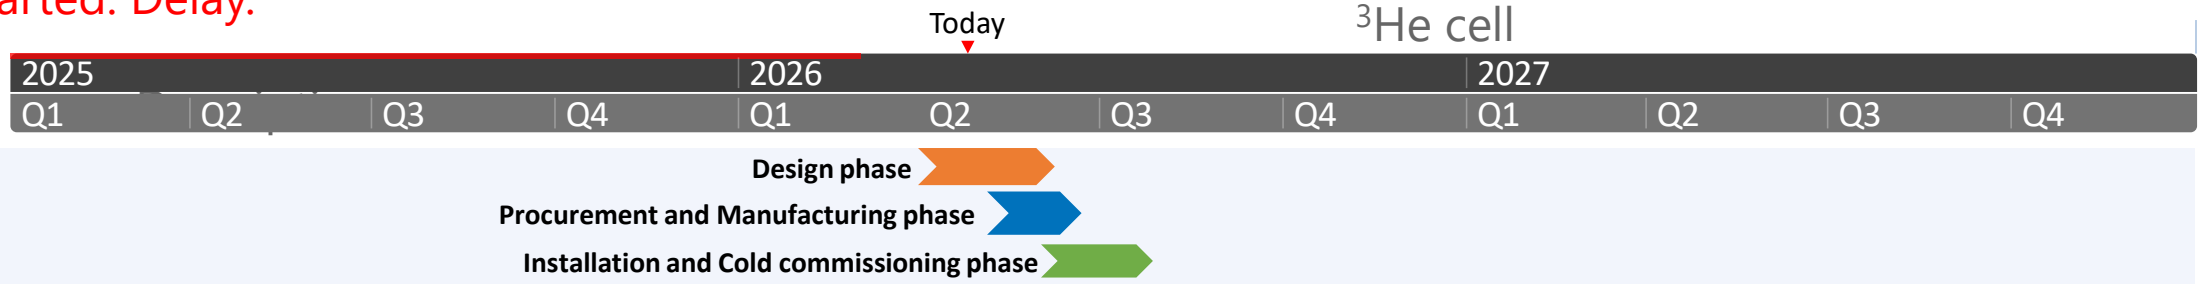 Delay.
Today
³He cell
2025 2026 2027
Q1 Q2 Q3 Q4 Q1 Q2 Q3 Q4 Q1 Q2 Q3 Q4
Design phase
Procurement and Manufacturing phase
Installation and Cold commissioning phase